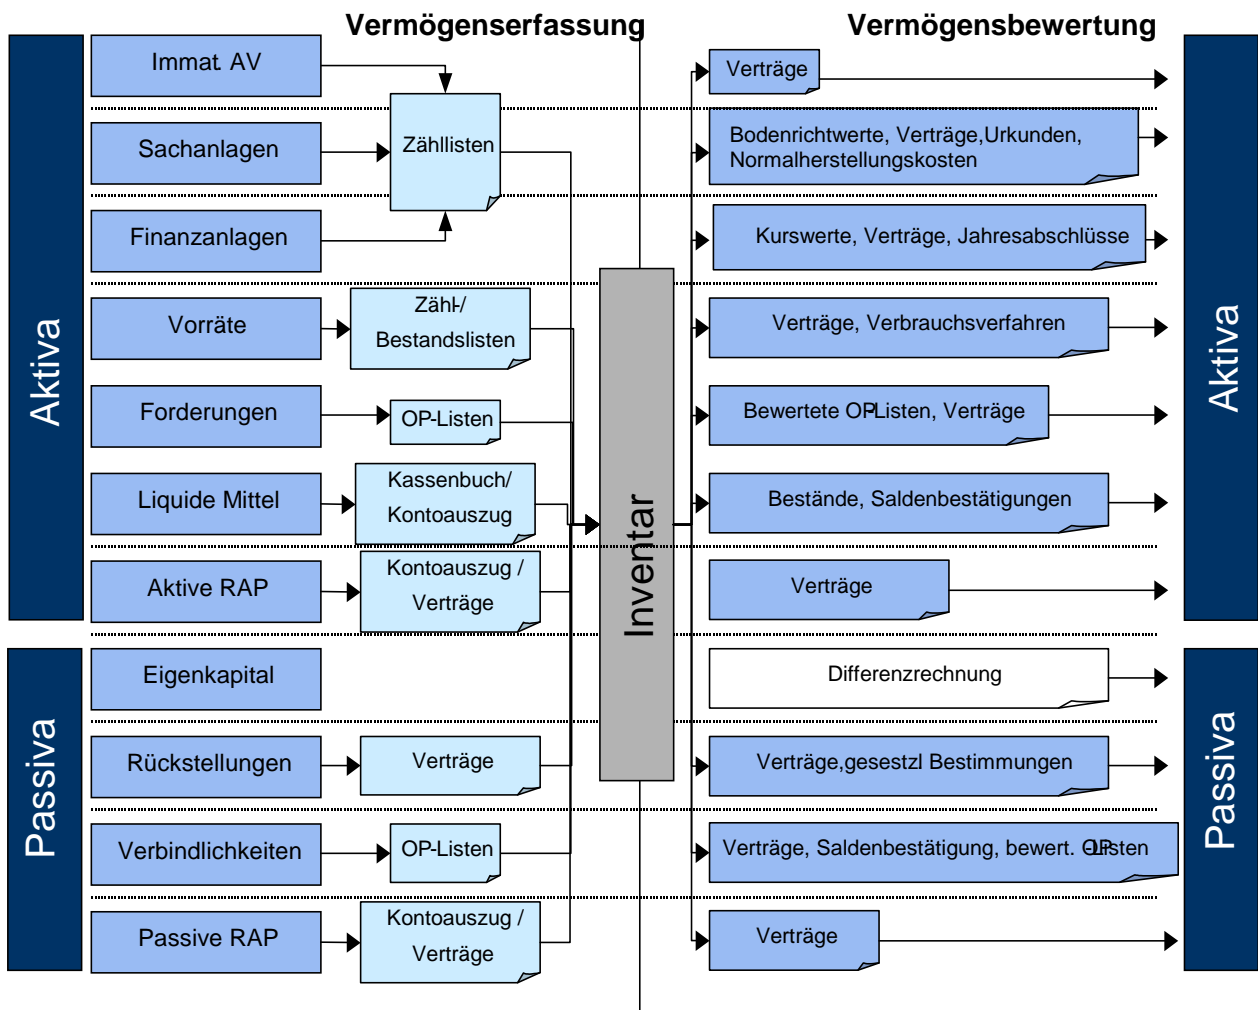 Vermögenserfassung
Vermögensbewertung
Aktiva
Immat. AV
Sachanlagen
Finanzanlagen
Vorräte
Forderungen
Liquide Mittel
Aktive RAP
Passiva
Eigenkapital
Rückstellungen
Verbindlichkeiten
Passive RAP
Zähllisten
Zähl-/
Bestandslisten
OP-Listen
Kassenbuch/
Kontoauszug
Kontoauszug /
Verträge
Verträge
OP-Listen
Kontoauszug /
Verträge
Inventar
Verträge
Bodenrichtwerte, Verträge,Urkunden,
Normalherstellungskosten
Kurswerte, Verträge, Jahresabschlüsse
Verträge, Verbrauchsverfahren
Bewertete OP-Listen, Verträge
Bestände, Saldenbestätigungen
Verträge
Differenzrechnung
Verträge,gesestzl Bestimmungen
Verträge, Saldenbestätigung, bewert. OP-Listen
Verträge
Aktiva
Passiva